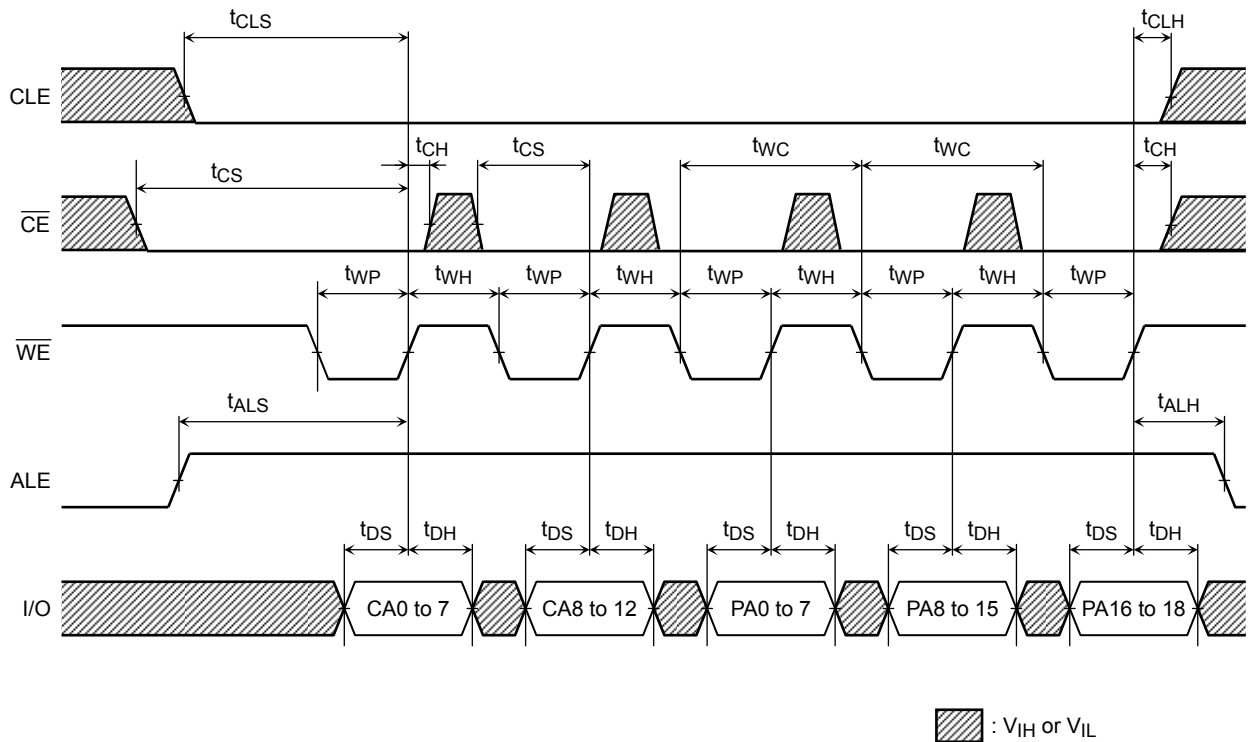 tCLS tCLH
CLE
tCH tCS tWC tWC tCH
tCS
CE
tWP tWH tWP tWH tWP tWH tWP tWH tWP
WE
tALS tALH
ALE
tDS tDH tDS tDH tDS tDH tDS tDH tDS tDH
I/O CA0 to 7 CA8 to 12 PA0 to 7 PA8 to 15 PA16 to 18
: VIH or VIL